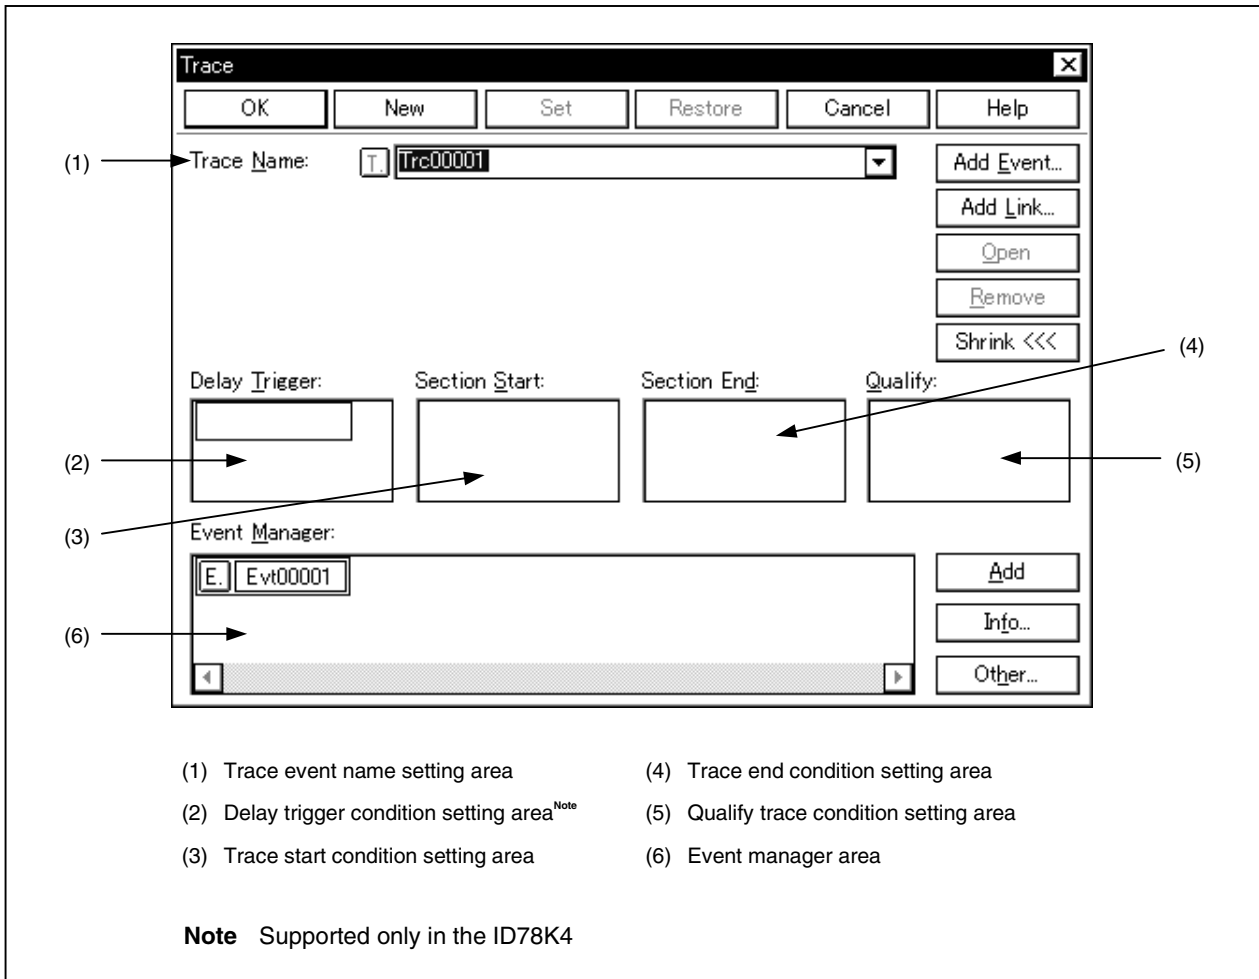 Trace
OK New Set Restore Cancel Help
(1) Trace Name: T. Trc00001 Add Event...
Add Link...
Open
Remove
Shrink <<<
(4)
Delay Trigger: Section Start: Section End: Qualify:
(2) (5)
(3)
Event Manager:
E. Evt00001 Add
(6) Info...
Other...
(1) Trace event name setting area (4) Trace end condition setting area
(2) Delay trigger condition setting area Note (5) Qualify trace condition setting area
(3) Trace start condition setting area (6) Event manager area
Note Supported only in the ID78K4